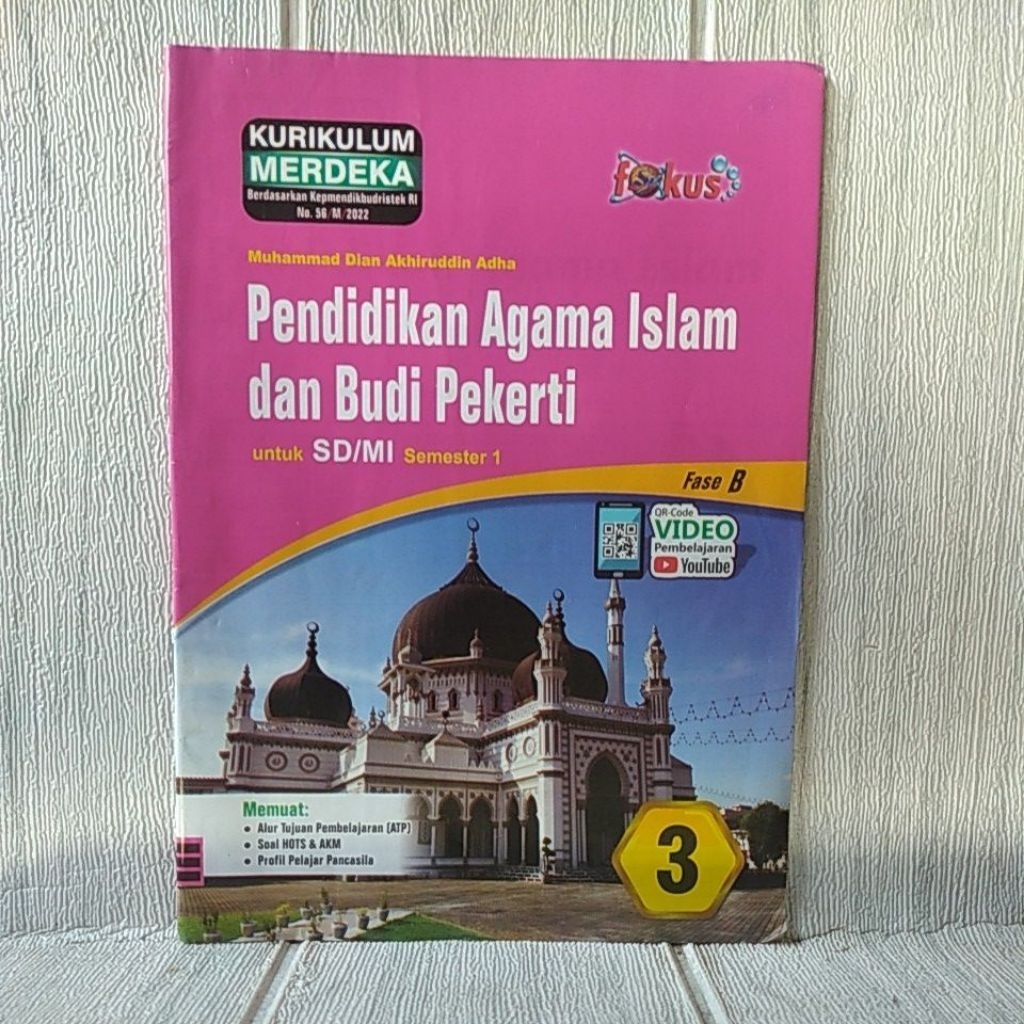 KURIKULUM
MERDEKA
Berdasarkan Kepmendikbudristek RI
No. 56/M/2022
fokus
Muhammad Dian Akhiruddin Adha
Pendidikan Agama Islam
dan Budi Pekerti
untuk SD/MI Semester 1
Fase B
QR-Code
VIDEO
Pembelajaran
YouTube
Memuat:
• Alur Tujuan Pembelajaran (ATP)
• Soal HOTS & AKM
• Profil Pelajar Pancasila
3